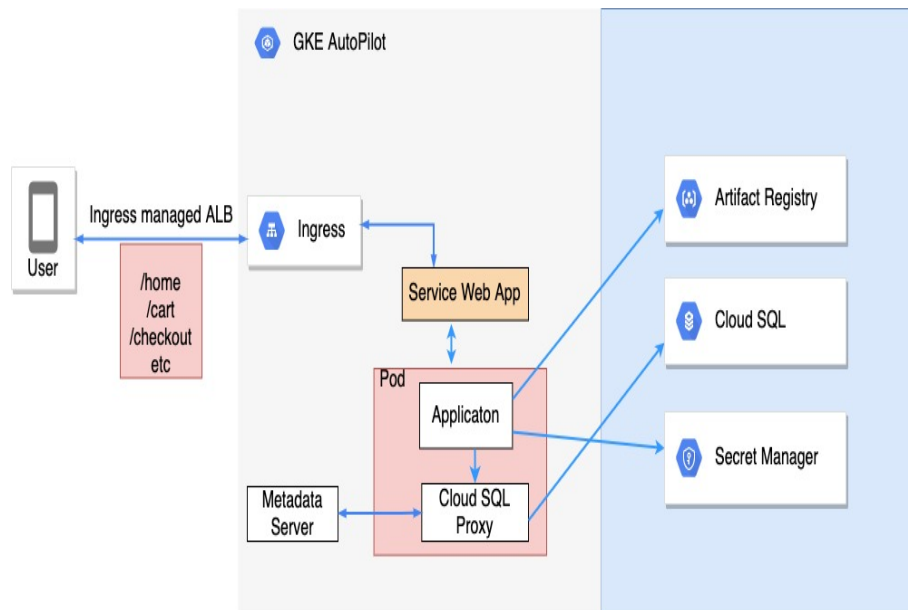 GKE AutoPilot
User
Ingress managed ALB
/home
/cart
/checkout
etc
Ingress
Service Web App
Pod
Applicaton
Cloud SQL
Proxy
Metadata
Server
Artifact Registry
Cloud SQL
Secret Manager